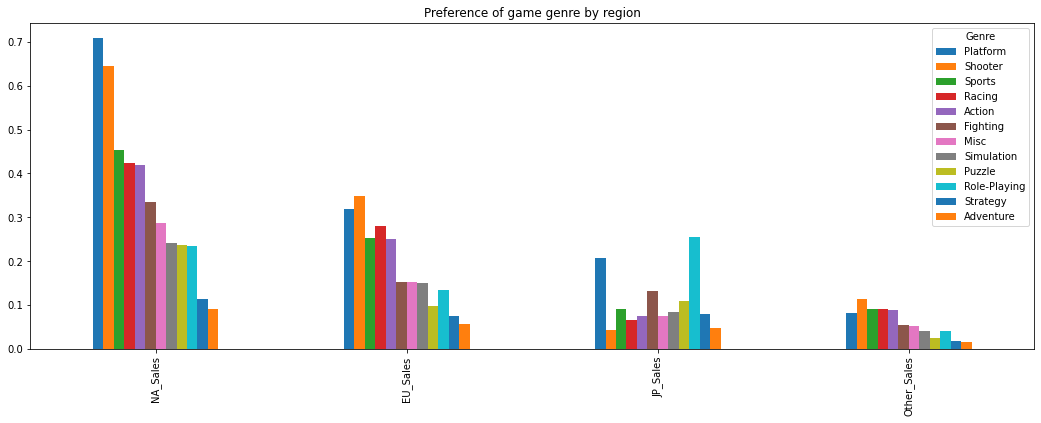 Preference of game genre by region
0.7
0.6
0.5
0.4
0.3
0.2
0.1
0.0
Genre
Platform
Shooter
Sports
Racing
Action
Fighting
Misc
Simulation
Puzzle
Role-Playing
Strategy
Adventure
NA_Sales
EU_Sales
JP_Sales
Other_Sales